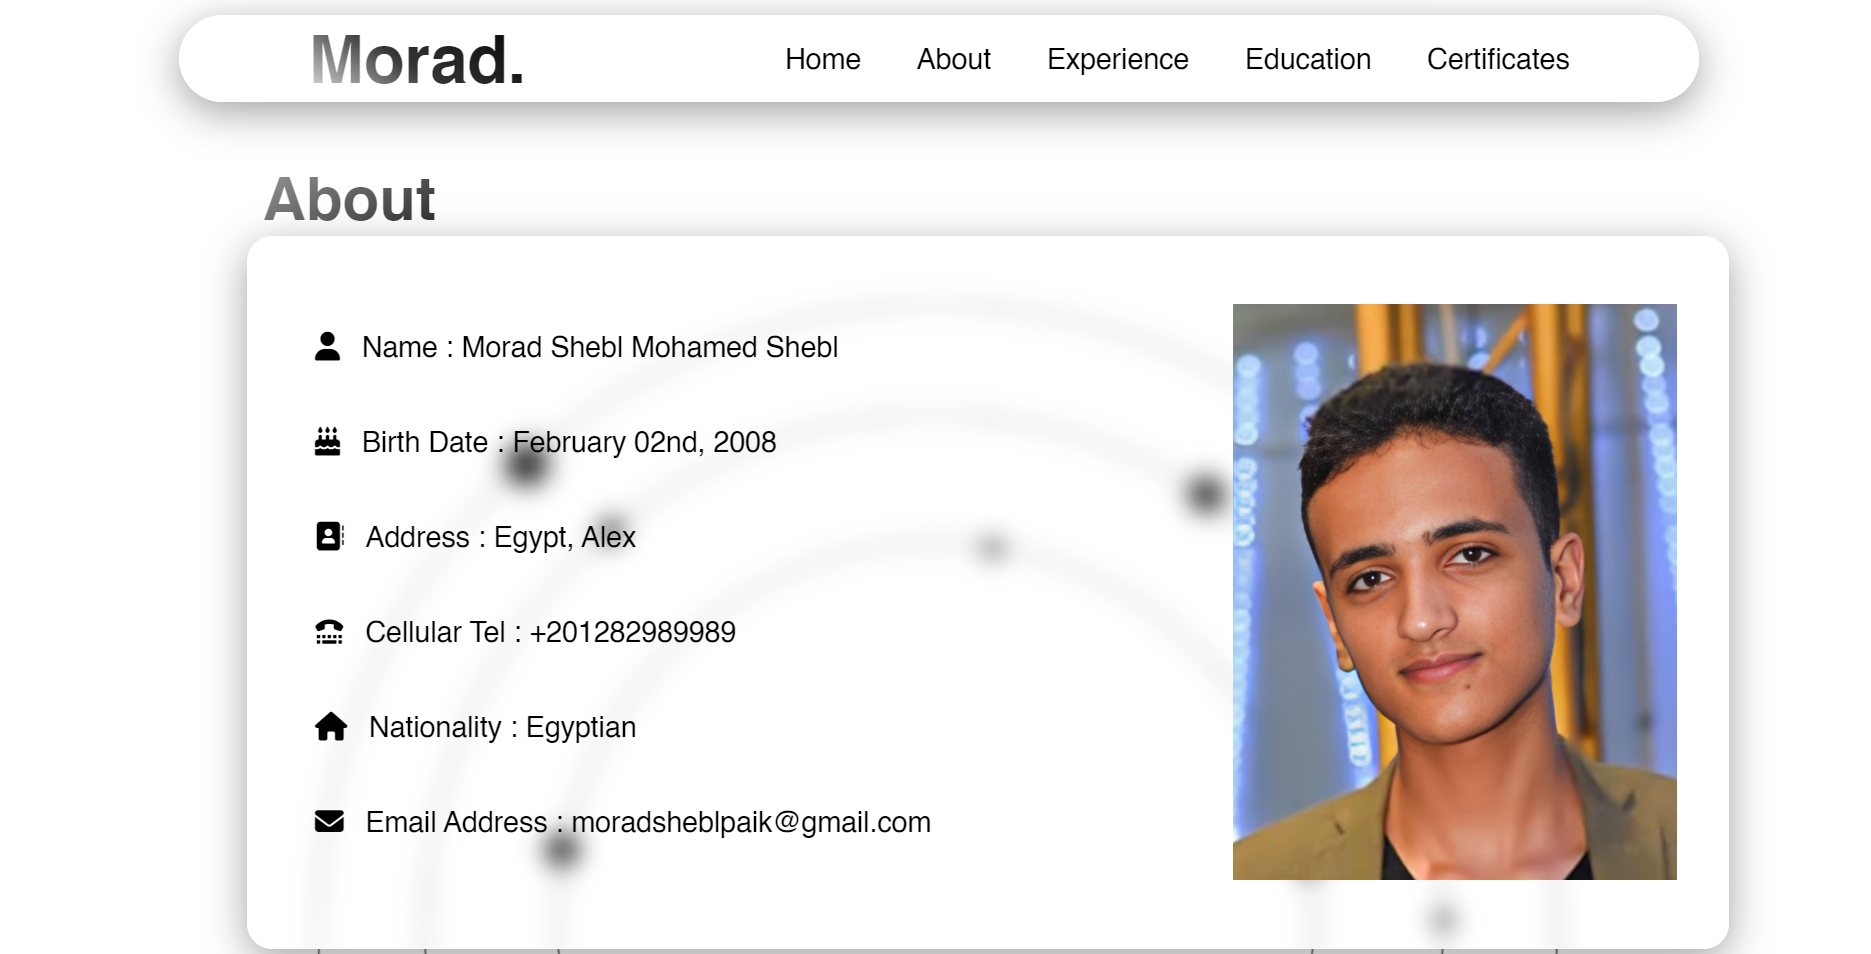 Morad.
Home About Experience Education Certificates
About
Name : Morad Shebl Mohamed Shebl
Birth Date : February 02nd, 2008
Address : Egypt, Alex
Cellular Tel : +201282989989
Nationality : Egyptian
Email Address : moradsheblpaik@gmail.com